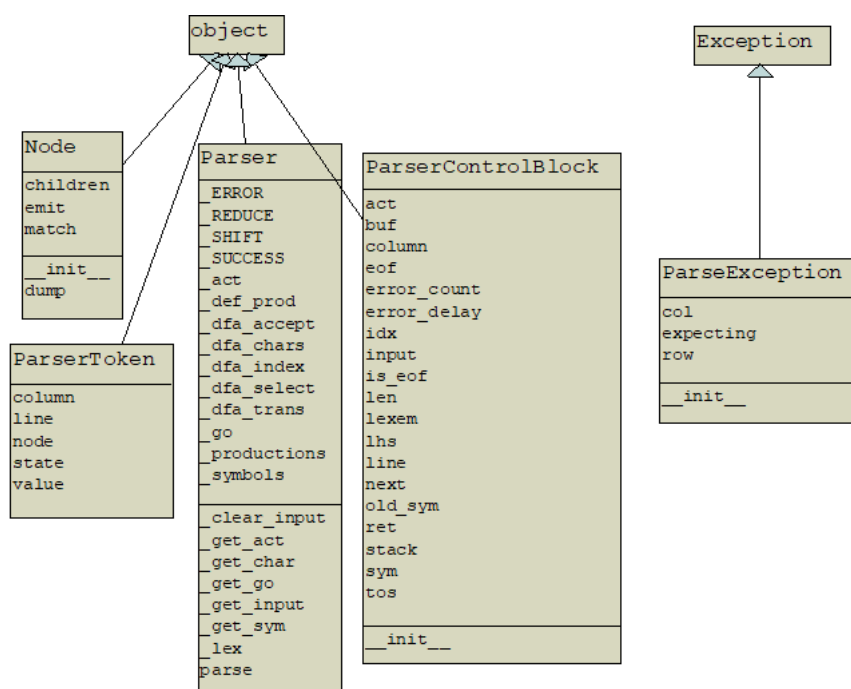 object
Exception
Node
children
emit
match
__init__
dump
ParserToken
column
line
node
state
value
Parser
_ERROR
_REDUCE
_SHIFT
_SUCCESS
_act
_def_prod
_dfa_accept
_dfa_chars
_dfa_index
_dfa_select
_dfa_trans
_go
_productions
_symbols
_clear_input
_get_act
_get_char
_get_go
_get_input
_get_sym
_lex
parse
ParserControlBlock
act
buf
column
eof
error_count
error_delay
idx
input
is_eof
len
lexem
lhs
line
next
old_sym
ret
stack
sym
tos
__init__
ParseException
col
expecting
row
__init__